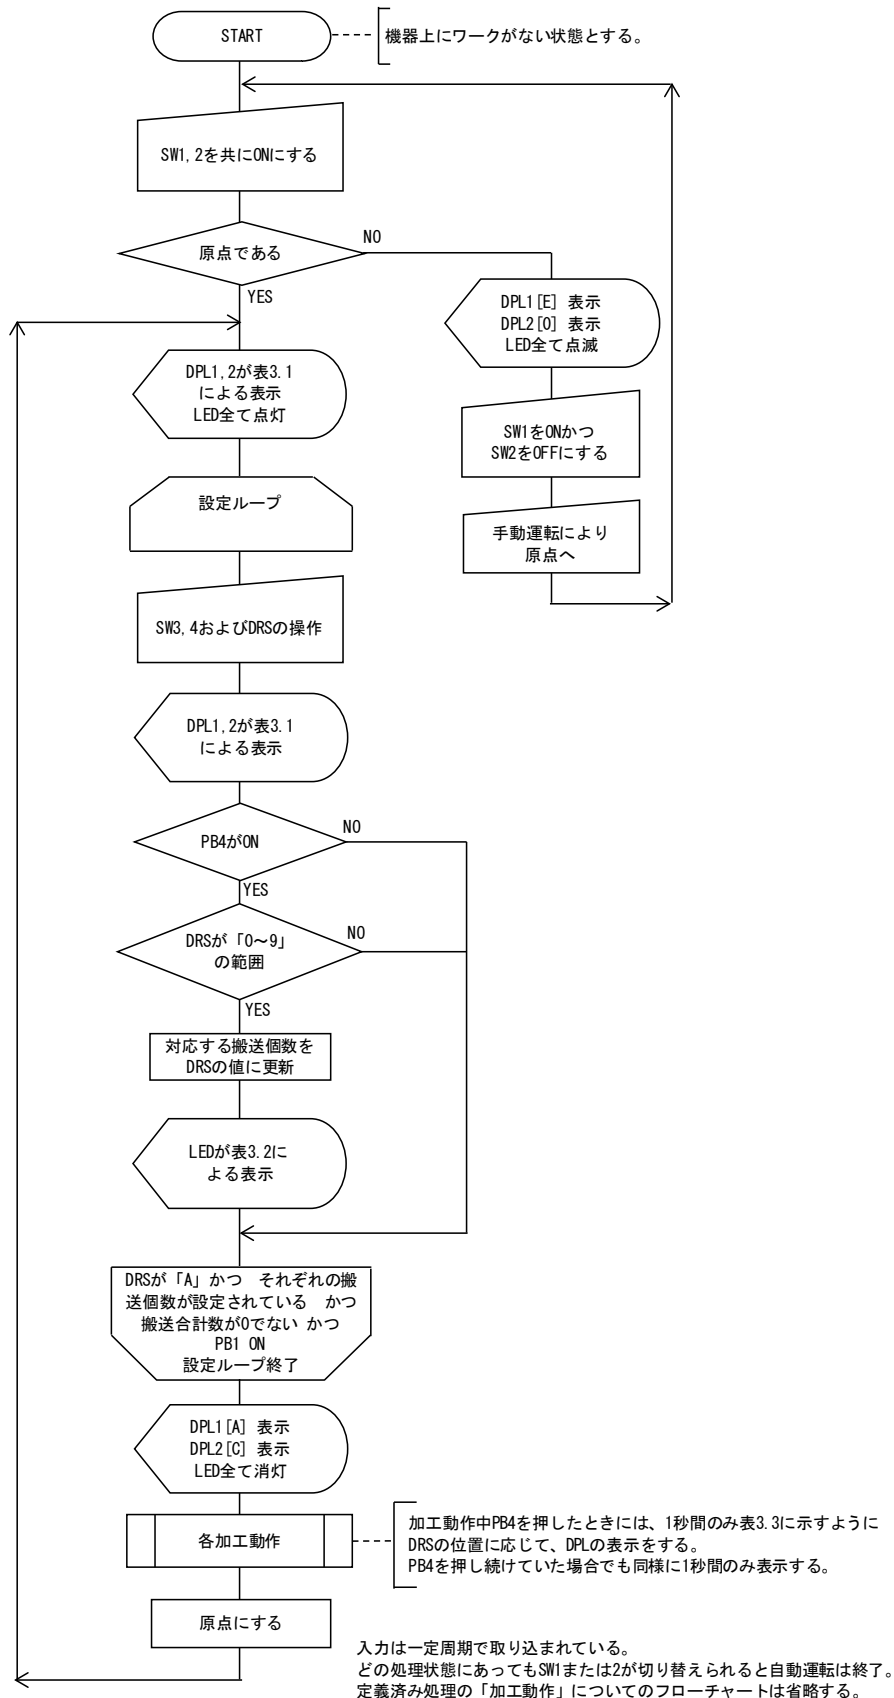 START
機器上にワークがない状態とする。
SW1,2を共にONにする
原点である
NO
YES
DPL1[E] 表示
DPL2[0] 表示
LED全て点滅
SW1をONかつ
SW2をOFFにする
手動運転により
原点へ
DPL1,2が表3.1
による表示
LED全て点灯
設定ループ
SW3,4およびDRSの操作
DPL1,2が表3.1
による表示
PB4がON
NO
YES
DRSが「0～9」
の範囲
NO
YES
対応する搬送個数を
DRSの値に更新
LEDが表3.2に
よる表示
DRSが「A」かつ　それぞれの搬
送個数が設定されている　かつ
搬送合計数が0でない かつ
PB1 ON
設定ループ終了
DPL1[A] 表示
DPL2[C] 表示
LED全て消灯
各加工動作
加工動作中PB4を押したときには、1秒間のみ表3.3に示すように
DRSの位置に応じて、DPLの表示をする。
PB4を押し続けていた場合でも同様に1秒間のみ表示する。
原点にする
入力は一定周期で取り込まれている。
どの処理状態にあってもSW1または2が切り替えられると自動運転は終了。
定義済み処理の「加工動作」についてのフローチャートは省略する。